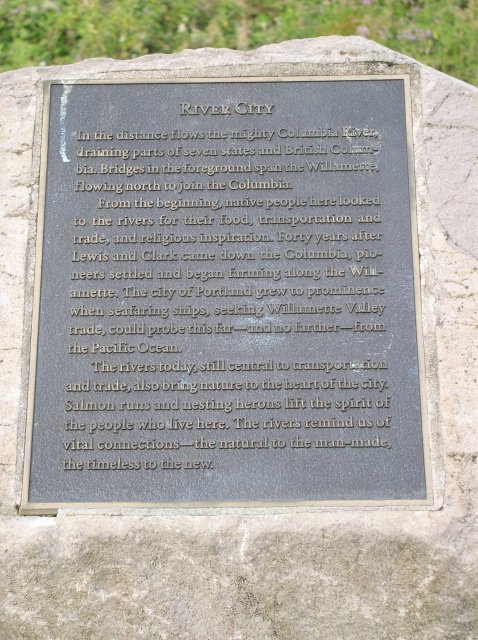 RIVER CITY
In the distance flows the mighty Columbia River,
draining parts of seven states and British Colum-
bia. Bridges in the foreground span the Willamette,
flowing north to join the Columbia.
From the beginning, native people here looked
to the rivers for their food, transportation and
trade, and religious inspiration. Forty years after
Lewis and Clark came down the Columbia, pio-
neers settled and began farming along the Will-
amette. The city of Portland grew to prominence
when seafaring ships, seeking Willamette Valley
trade, could probe this far—and no farther—from
the Pacific Ocean.
The rivers today, still central to transportation
and trade, also bring nature to the heart of the city.
Salmon runs and nesting herons lift the spirit of
the people who live here. The rivers remind us of
vital connections—the natural to the man-made,
the timeless to the new.